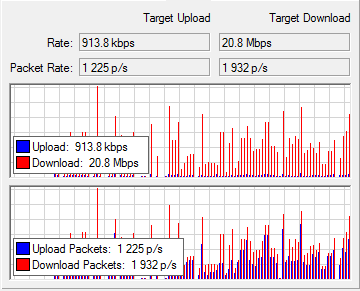 Target Upload Target Download
Rate: 913.8 kbps 20.8 Mbps
Packet Rate: 1 225 p/s 1 932 p/s
Upload: 913.8 kbps
Download: 20.8 Mbps
Upload Packets: 1 225 p/s
Download Packets: 1 932 p/s